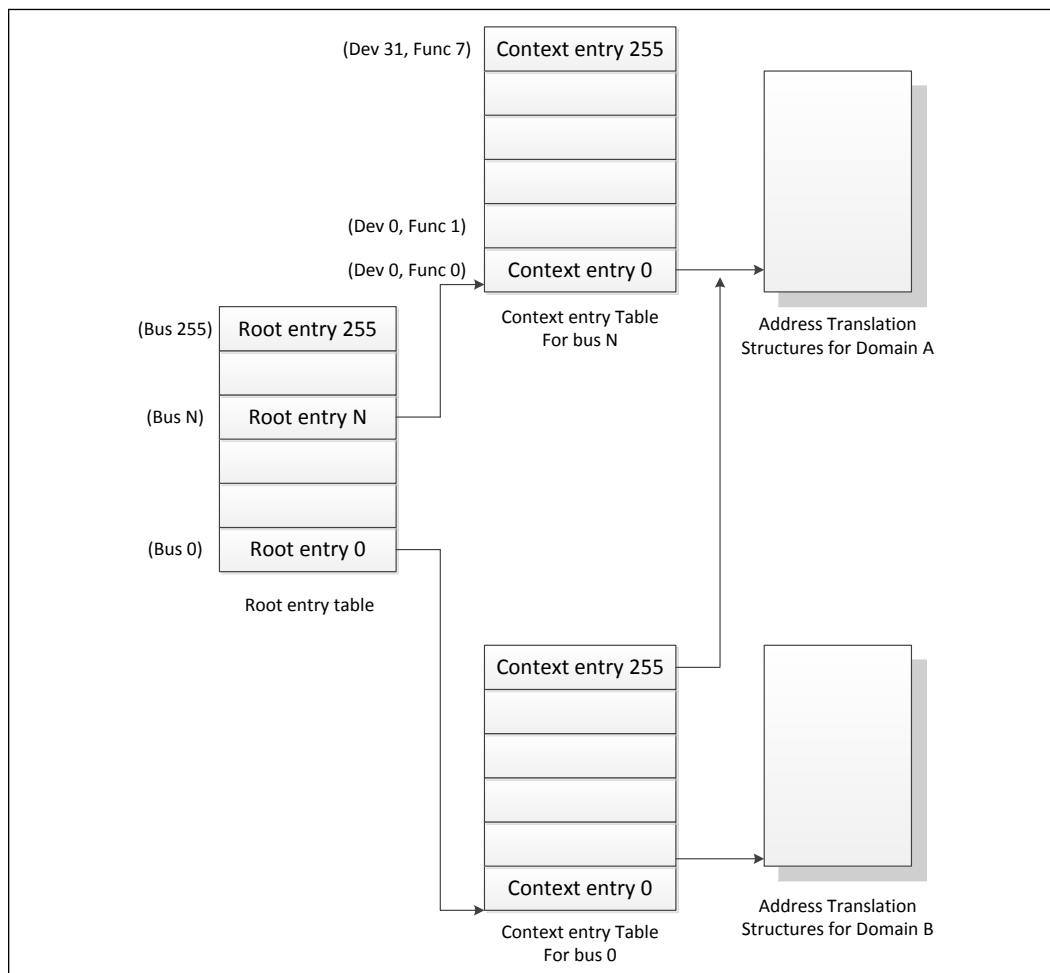 (Dev 31, Func 7)
Context entry 255
(Dev 0, Func 1)
(Dev 0, Func 0)
Context entry 0
Context entry Table
For bus N
Address Translation
Structures for Domain A
(Bus 255)
Root entry 255
(Bus N)
Root entry N
(Bus 0)
Root entry 0
Root entry table
Context entry 255
Context entry 0
Context entry Table
For bus 0
Address Translation
Structures for Domain B